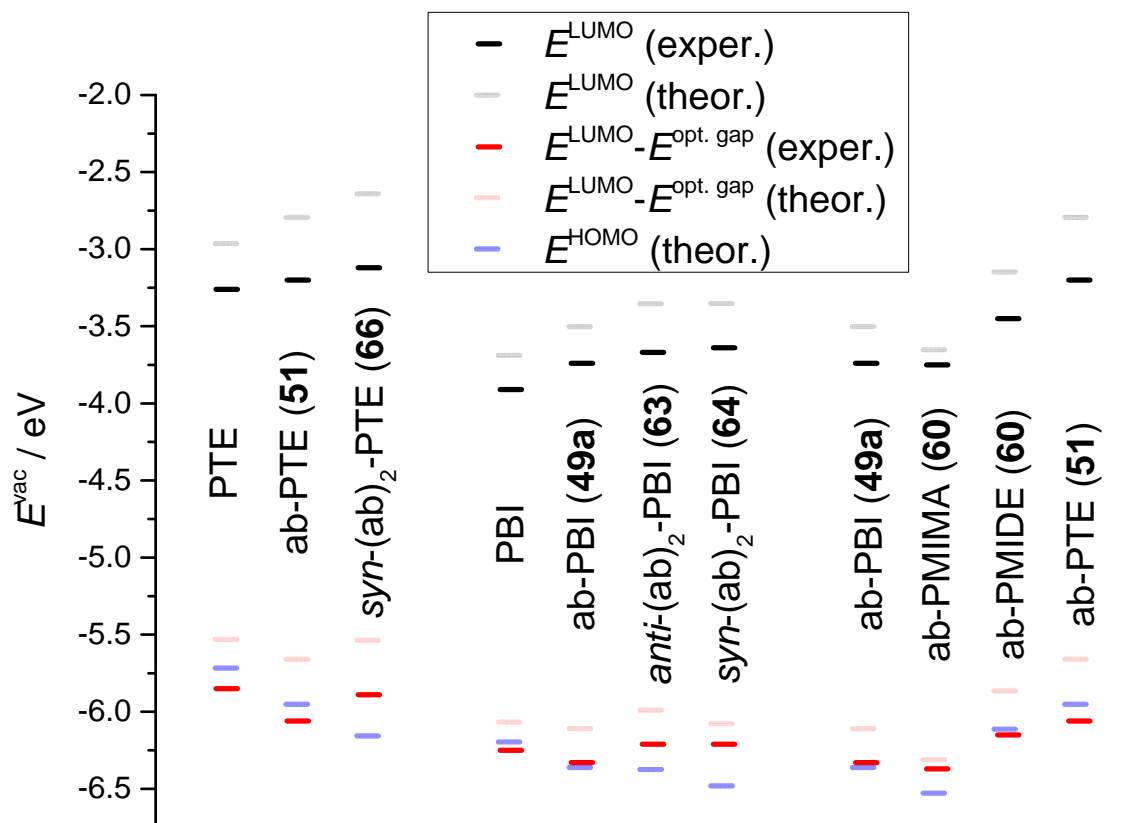 E^LUMO (exper.)
E^LUMO (theor.)
E^LUMO-E^opt. gap (exper.)
E^LUMO-E^opt. gap (theor.)
E^HOMO (theor.)
-2.0
-2.5
-3.0
-3.5
-4.0
-4.5
-5.0
-5.5
-6.0
-6.5
E^vac / eV
PTE
ab-PTE (51)
syn-(ab)₂-PTE (66)
PBI
ab-PBI (49a)
anti-(ab)₂-PBI (63)
syn-(ab)₂-PBI (64)
ab-PBI (49a)
ab-PMIMA (60)
ab-PMIDE (60)
ab-PTE (51)